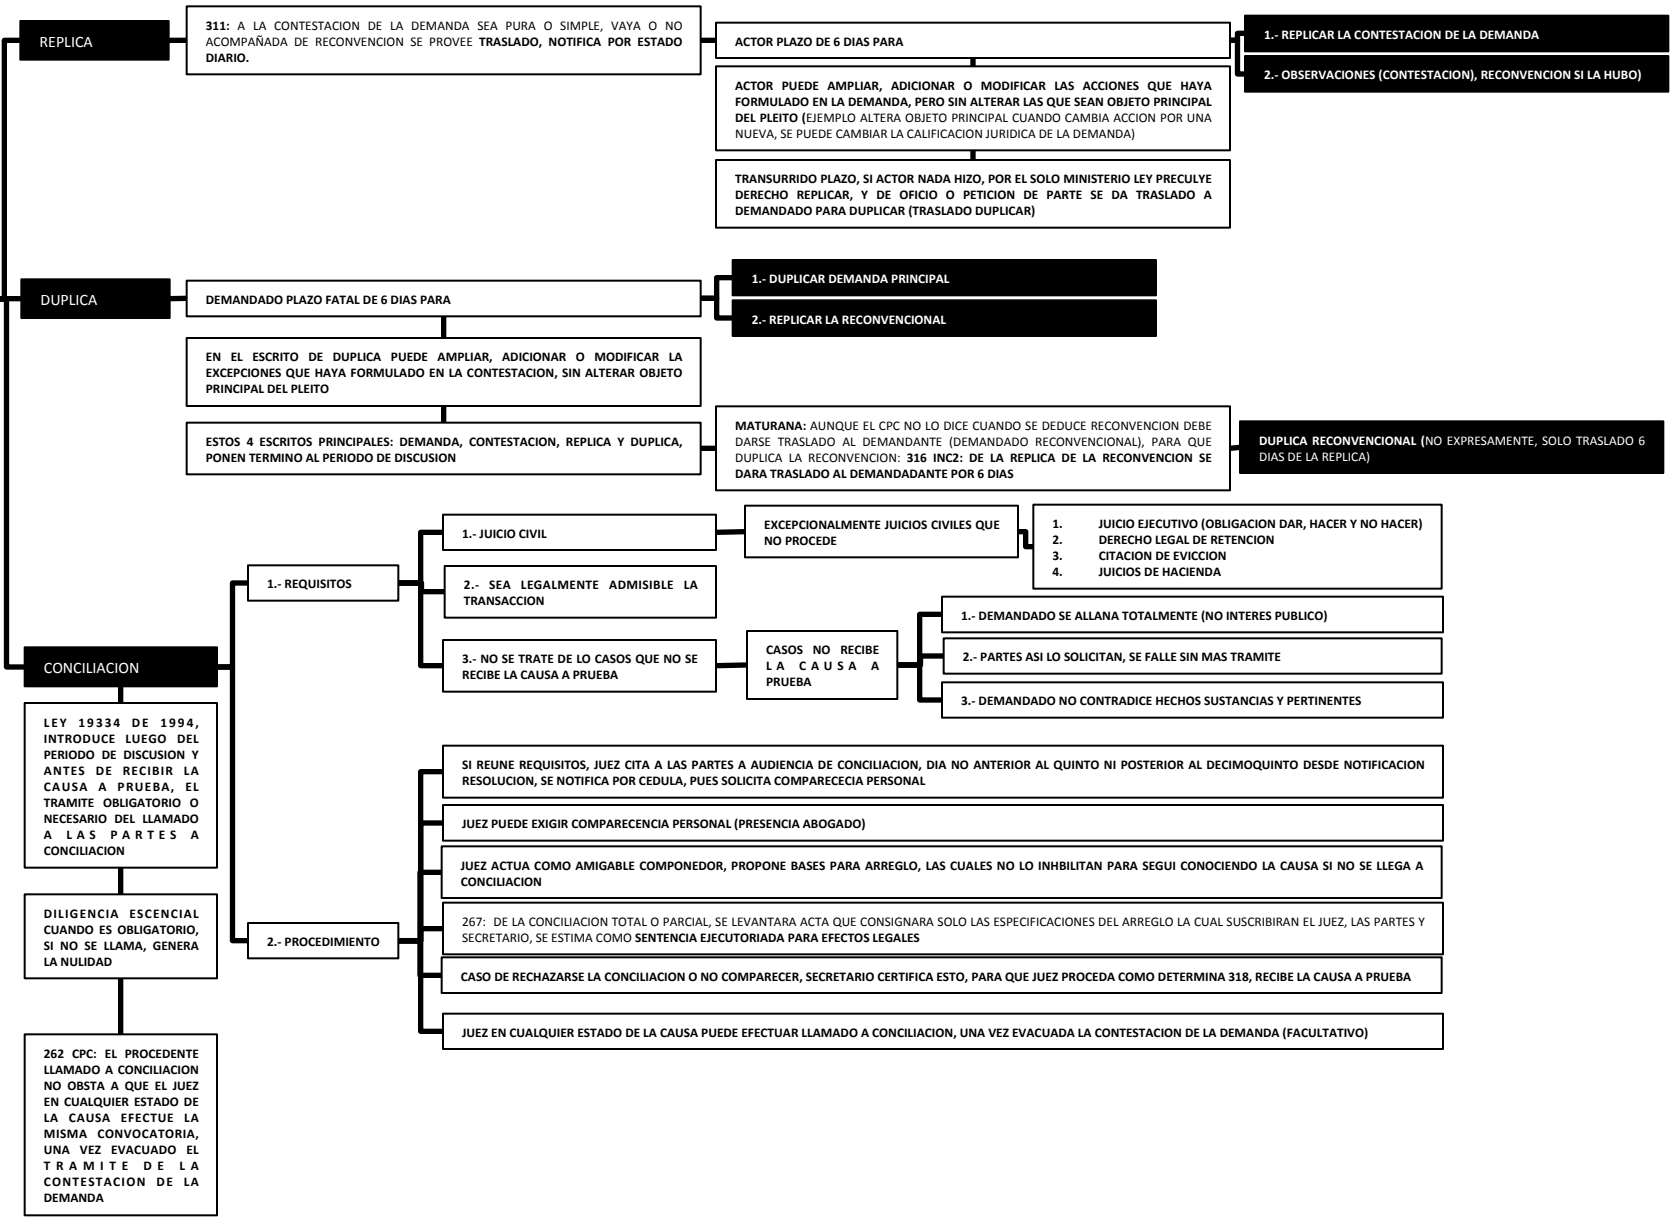 REPLICA
311: A LA CONTESTACION DE LA DEMANDA SEA PURA O SIMPLE, VAYA O NO
ACOMPAÑADA DE RECONVENCION SE PROVEE TRASLADO, NOTIFICA POR ESTADO
DIARIO.
ACTOR PLAZO DE 6 DIAS PARA
1.- REPLICAR LA CONTESTACION DE LA DEMANDA
2.- OBSERVACIONES (CONTESTACION), RECONVENCION SI LA HUBO)
ACTOR PUEDE AMPLIAR, ADICIONAR O MODIFICAR LAS ACCIONES QUE HAYA
FORMULADO EN LA DEMANDA, PERO SIN ALTERAR LAS QUE SEAN OBJETO PRINCIPAL
DEL PLEITO (EJEMPLO ALTERA OBJETO PRINCIPAL CUANDO CAMBIA ACCION POR UNA
NUEVA, SE PUEDE CAMBIAR LA CALIFICACION JURIDICA DE LA DEMANDA)
TRANSURRIDO PLAZO, SI ACTOR NADA HIZO, POR EL SOLO MINISTERIO LEY PRECULYE
DERECHO REPLICAR, Y DE OFICIO O PETICION DE PARTE SE DA TRASLADO A
DEMANDADO PARA DUPLICAR (TRASLADO DUPLICAR)
DUPLICA
DEMANDADO PLAZO FATAL DE 6 DIAS PARA
1.- DUPLICAR DEMANDA PRINCIPAL
2.- REPLICAR LA RECONVENCIONAL
EN EL ESCRITO DE DUPLICA PUEDE AMPLIAR, ADICIONAR O MODIFICAR LA
EXCEPCIONES QUE HAYA FORMULADO EN LA CONTESTACION, SIN ALTERAR OBJETO
PRINCIPAL DEL PLEITO
ESTOS 4 ESCRITOS PRINCIPALES: DEMANDA, CONTESTACION, REPLICA Y DUPLICA,
PONEN TERMINO AL PERIODO DE DISCUSION
MATURANA: AUNQUE EL CPC NO LO DICE CUANDO SE DEDUCE RECONVENCION DEBE
DARSE TRASLADO AL DEMANDANTE (DEMANDADO RECONVENCIONAL), PARA QUE
DUPLICA LA RECONVENCION: 316 INC2: DE LA REPLICA DE LA RECONVENCION SE
DARA TRASLADO AL DEMANDADANTE POR 6 DIAS
DUPLICA RECONVENCIONAL (NO EXPRESAMENTE, SOLO TRASLADO 6
DIAS DE LA REPLICA)
CONCILIACION
LEY 19334 DE 1994,
INTRODUCE LUEGO DEL
PERIODO DE DISCUSION Y
ANTES DE RECIBIR LA
CAUSA A PRUEBA, EL
TRAMITE OBLIGATORIO O
NECESARIO DEL LLAMADO
A LAS PARTES A
CONCILIACION
DILIGENCIA ESCENCIAL
CUANDO ES OBLIGATORIO,
SI NO SE LLAMA, GENERA
LA NULIDAD
262 CPC: EL PROCEDENTE
LLAMADO A CONCILIACION
NO OBSTA A QUE EL JUEZ
EN CUALQUIER ESTADO DE
LA CAUSA EFECTUE LA
MISMA CONVOCATORIA,
UNA VEZ EVACUADO EL
TRAMITE DE LA
CONTESTACION DE LA
DEMANDA
1.- REQUISITOS
1.- JUICIO CIVIL
EXCEPCIONALMENTE JUICIOS CIVILES QUE
NO PROCEDE
1. JUICIO EJECUTIVO (OBLIGACION DAR, HACER Y NO HACER)
2. DERECHO LEGAL DE RETENCION
3. CITACION DE EVICCION
4. JUICIOS DE HACIENDA
2.- SEA LEGALMENTE ADMISIBLE LA
TRANSACCION
3.- NO SE TRATE DE LO CASOS QUE NO SE
RECIBE LA CAUSA A PRUEBA
CASOS NO RECIBE
LA CAUSA A
PRUEBA
1.- DEMANDADO SE ALLANA TOTALMENTE (NO INTERES PUBLICO)
2.- PARTES ASI LO SOLICITAN, SE FALLE SIN MAS TRAMITE
3.- DEMANDADO NO CONTRADICE HECHOS SUSTANCIAS Y PERTINENTES
2.- PROCEDIMIENTO
SI REUNE REQUISITOS, JUEZ CITA A LAS PARTES A AUDIENCIA DE CONCILIACION, DIA NO ANTERIOR AL QUINTO NI POSTERIOR AL DECIMOQUINTO DESDE NOTIFICACION
RESOLUCION, SE NOTIFICA POR CEDULA, PUES SOLICITA COMPARECECIA PERSONAL
JUEZ PUEDE EXIGIR COMPARECENCIA PERSONAL (PRESENCIA ABOGADO)
JUEZ ACTUA COMO AMIGABLE COMPONEDOR, PROPONE BASES PARA ARREGLO, LAS CUALES NO LO INHBILITAN PARA SEGUI CONOCIENDO LA CAUSA SI NO SE LLEGA A
CONCILIACION
267: DE LA CONCILIACION TOTAL O PARCIAL, SE LEVANTARA ACTA QUE CONSIGNARA SOLO LAS ESPECIFICACIONES DEL ARREGLO LA CUAL SUSCRIBIRAN EL JUEZ, LAS PARTES Y
SECRETARIO, SE ESTIMA COMO SENTENCIA EJECUTORIADA PARA EFECTOS LEGALES
CASO DE RECHAZARSE LA CONCILIACION O NO COMPARECER, SECRETARIO CERTIFICA ESTO, PARA QUE JUEZ PROCEDA COMO DETERMINA 318, RECIBE LA CAUSA A PRUEBA
JUEZ EN CUALQUIER ESTADO DE LA CAUSA PUEDE EFECTUAR LLAMADO A CONCILIACION, UNA VEZ EVACUADA LA CONTESTACION DE LA DEMANDA (FACULTATIVO)